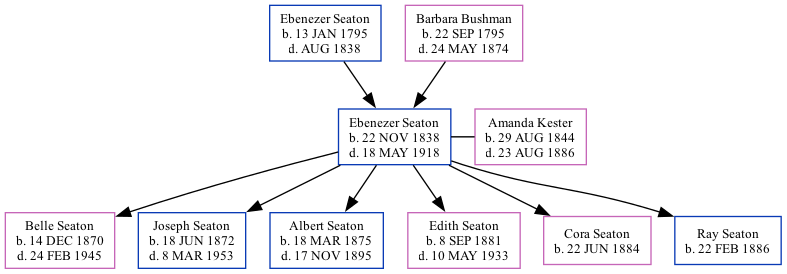 Ebenezer Seaton
b. 13 JAN 1795
d. AUG 1838
Barbara Bushman
b. 22 SEP 1795
d. 24 MAY 1874
Ebenezer Seaton
b. 22 NOV 1838
d. 18 MAY 1918
Amanda Kester
b. 29 AUG 1844
d. 23 AUG 1886
Belle Seaton
b. 14 DEC 1870
d. 24 FEB 1945
Joseph Seaton
b. 18 JUN 1872
d. 8 MAR 1953
Albert Seaton
b. 18 MAR 1875
d. 17 NOV 1895
Edith Seaton
b. 8 SEP 1881
d. 10 MAY 1933
Cora Seaton
b. 22 JUN 1884
Ray Seaton
b. 22 FEB 1886